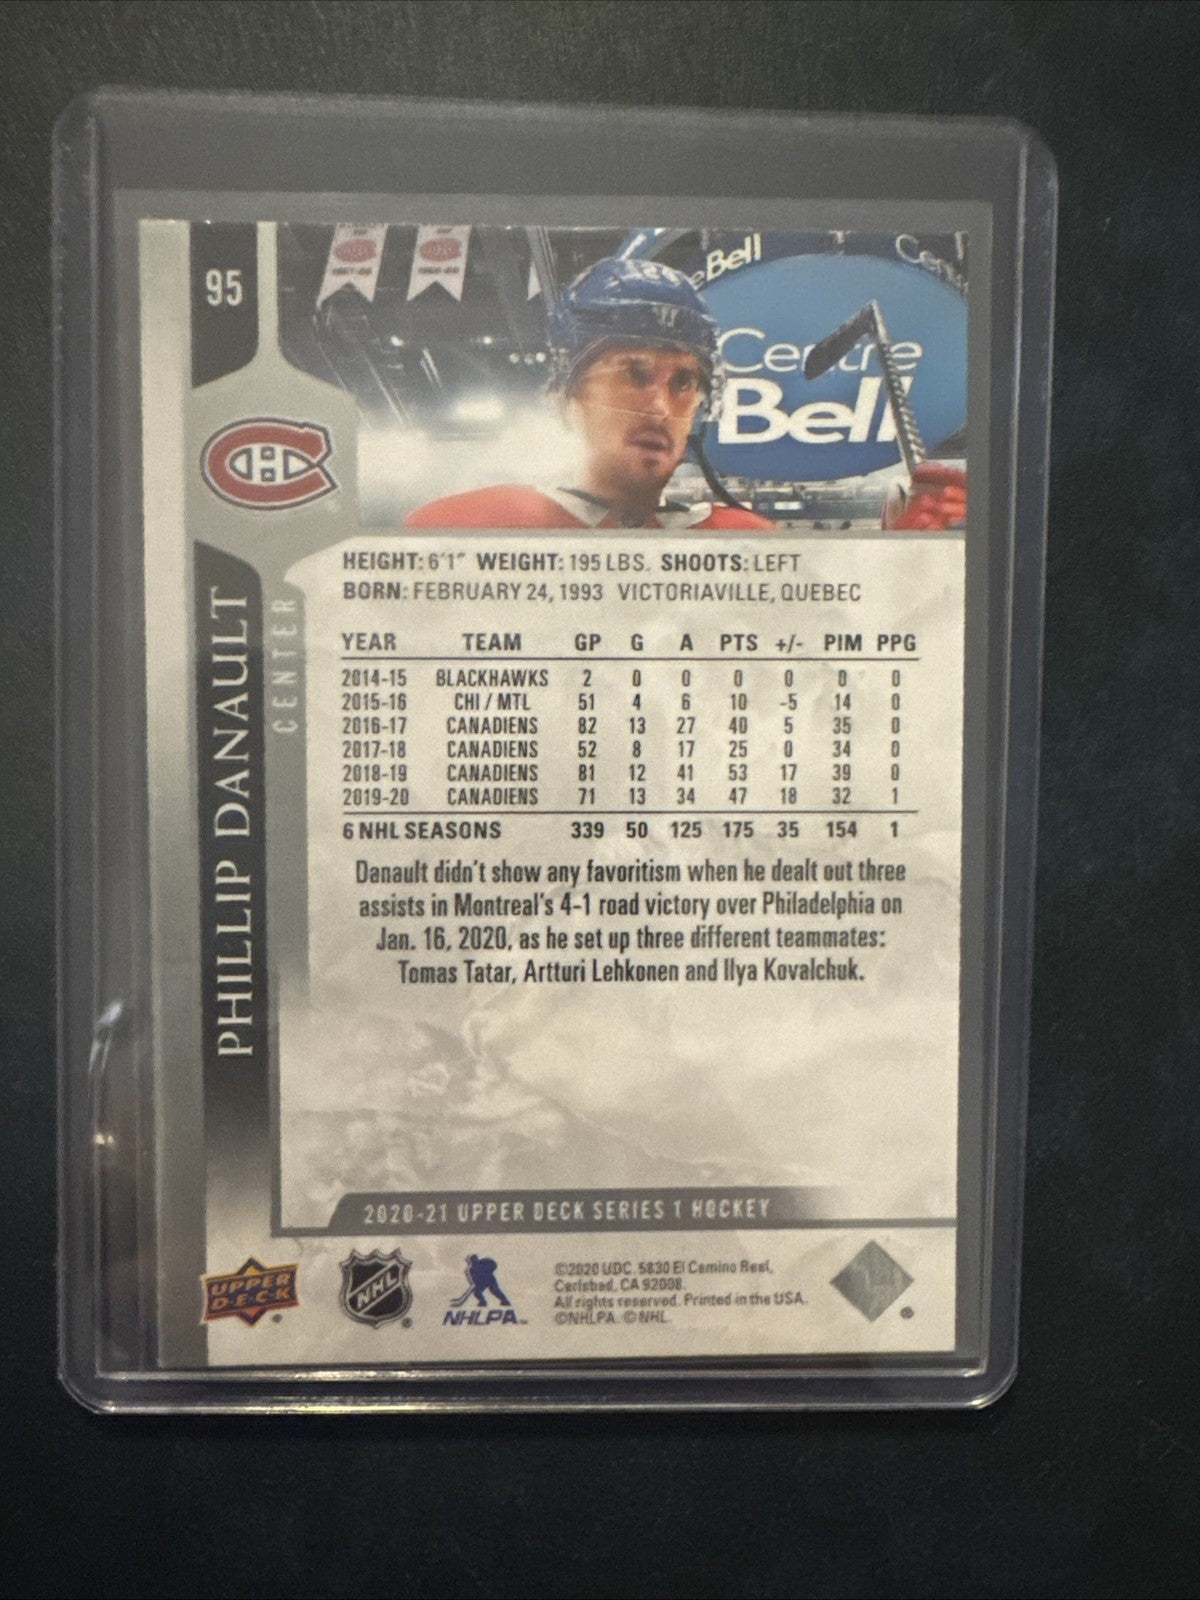 95
Bell
Centre
Bell
PHILLIP DANAULT
CENTER
HEIGHT: 6'1" WEIGHT: 195 LBS. SHOOTS: LEFT
BORN: FEBRUARY 24, 1993 VICTORIAVILLE, QUEBEC
YEAR TEAM GP G A PTS +/- PIM PPG
2014-15 BLACKHAWKS 2 0 0 0 0 0 0
2015-16 CHI / MTL 51 4 6 10 -5 14 0
2016-17 CANADIENS 82 13 27 40 5 35 0
2017-18 CANADIENS 52 8 17 25 0 34 0
2018-19 CANADIENS 81 12 41 53 17 39 0
2019-20 CANADIENS 71 13 34 47 18 32 1
6 NHL SEASONS 339 50 125 175 35 154 1
Danault didn't show any favoritism when he dealt out three
assists in Montreal's 4-1 road victory over Philadelphia on
Jan. 16, 2020, as he set up three different teammates:
Tomas Tatar, Artturi Lehkonen and Ilya Kovalchuk.
2020-21 UPPER DECK SERIES 1 HOCKEY
UPPER
DECK
NHL
NHLPA
©2020 UDC. 5830 El Camino Real,
Carlsbad, CA 92008.
All rights reserved. Printed in the USA.
©NHLPA. ©NHL.